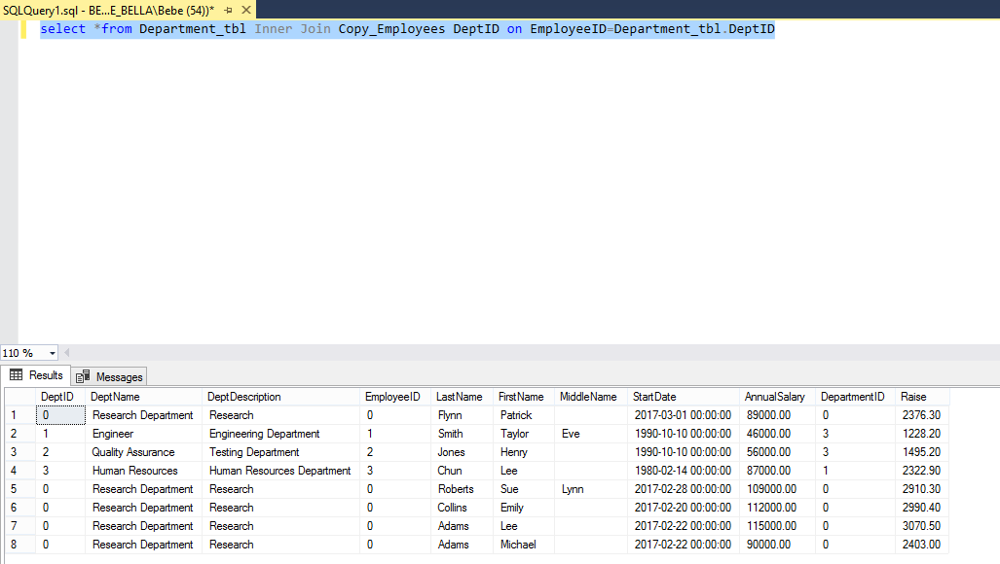 SQLQuery1.sql - BE...E_BELLA\Bebe (54))*
select *from Department_tbl Inner Join Copy_Employees DeptID on EmployeeID=Department_tbl.DeptID
110 %
Results Messages
DeptID DeptName DeptDescription EmployeeID LastName FirstName MiddleName StartDate AnnualSalary DepartmentID Raise
1 0 Research Department Research 0 Flynn Patrick 2017-03-01 00:00:00 89000.00 0 2376.30
2 1 Engineer Engineering Department 1 Smith Taylor Eve 1990-10-10 00:00:00 46000.00 3 1228.20
3 2 Quality Assurance Testing Department 2 Jones Henry 1990-10-10 00:00:00 56000.00 3 1495.20
4 3 Human Resources Human Resources Department 3 Chun Lee 1980-02-14 00:00:00 87000.00 1 2322.90
5 0 Research Department Research 0 Roberts Sue Lynn 2017-02-28 00:00:00 109000.00 0 2910.30
6 0 Research Department Research 0 Collins Emily 2017-02-20 00:00:00 112000.00 0 2990.40
7 0 Research Department Research 0 Adams Lee 2017-02-22 00:00:00 115000.00 0 3070.50
8 0 Research Department Research 0 Adams Michael 2017-02-22 00:00:00 90000.00 0 2403.00